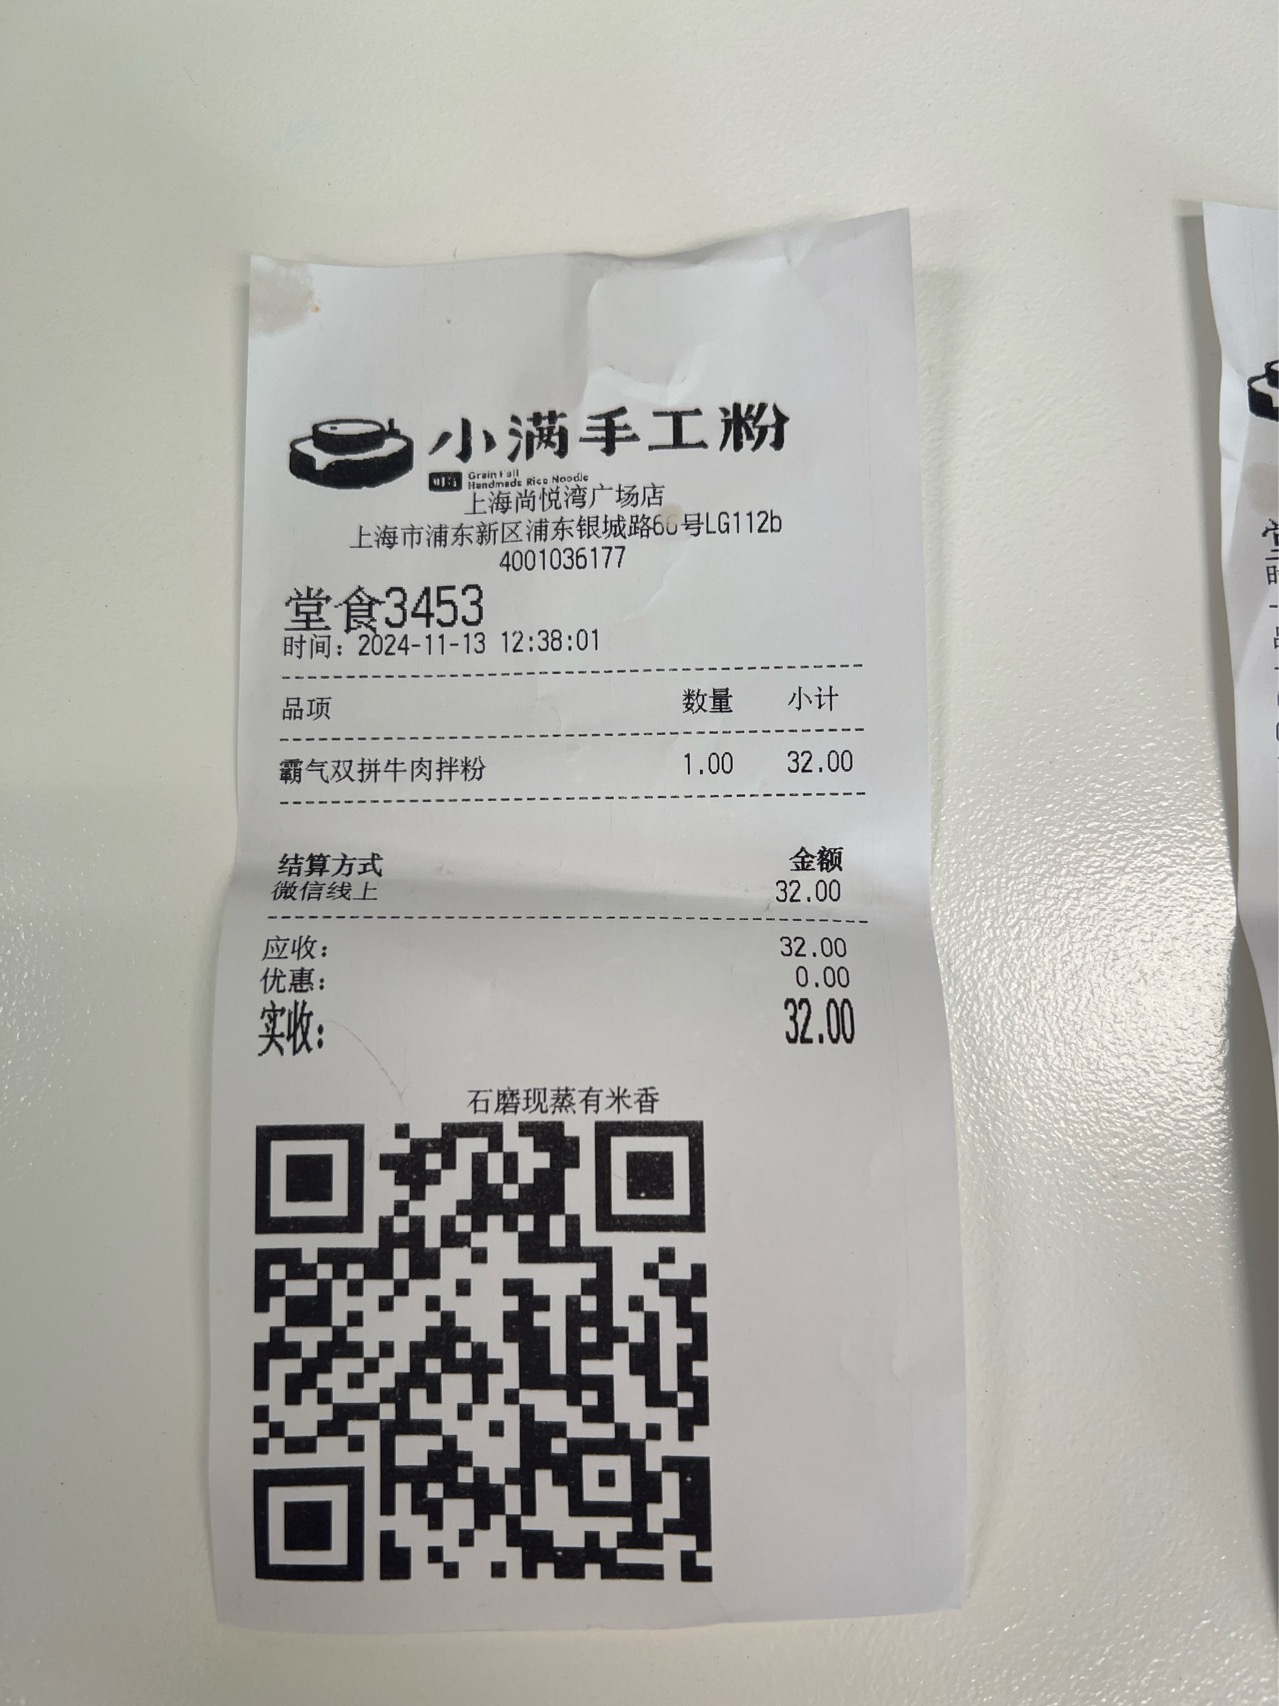 小满手工粉
Grain Full
Handmade Rice Noodle
上海尚悦湾广场店
上海市浦东新区浦东银城路66号LG112b
4001036177
堂食3453
时间：2024-11-13 12:38:01
品项 数量 小计
霸气双拼牛肉拌粉 1.00 32.00
结算方式 金额
微信线上 32.00
应收： 32.00
优惠： 0.00
实收： 32.00
石磨现蒸有米香